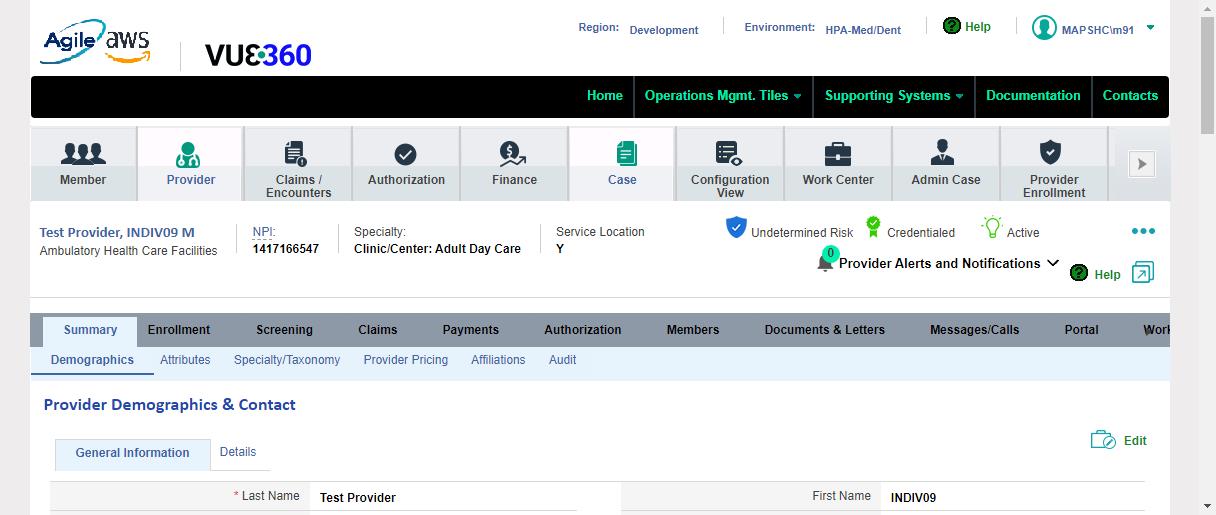 Agile aws
VUE360
Region: Development
Environment: HPA-Med/Dent
Help
MAPSHC\m91
Home
Operations Mgmt. Tiles
Supporting Systems
Documentation
Contacts
Member
Provider
Claims /
Encounters
Authorization
Finance
Case
Configuration
View
Work Center
Admin Case
Provider
Enrollment
Test Provider, INDIV09 M
Ambulatory Health Care Facilities
NPI:
1417166547
Specialty:
Clinic/Center: Adult Day Care
Service Location
Y
Undetermined Risk
Credentialed
Active
0
Provider Alerts and Notifications
Help
Summary
Enrollment
Screening
Claims
Payments
Authorization
Members
Documents & Letters
Messages/Calls
Portal
Demographics
Attributes
Specialty/Taxonomy
Provider Pricing
Affiliations
Audit
Provider Demographics & Contact
Edit
General Information
Details
* Last Name Test Provider
First Name INDIV09